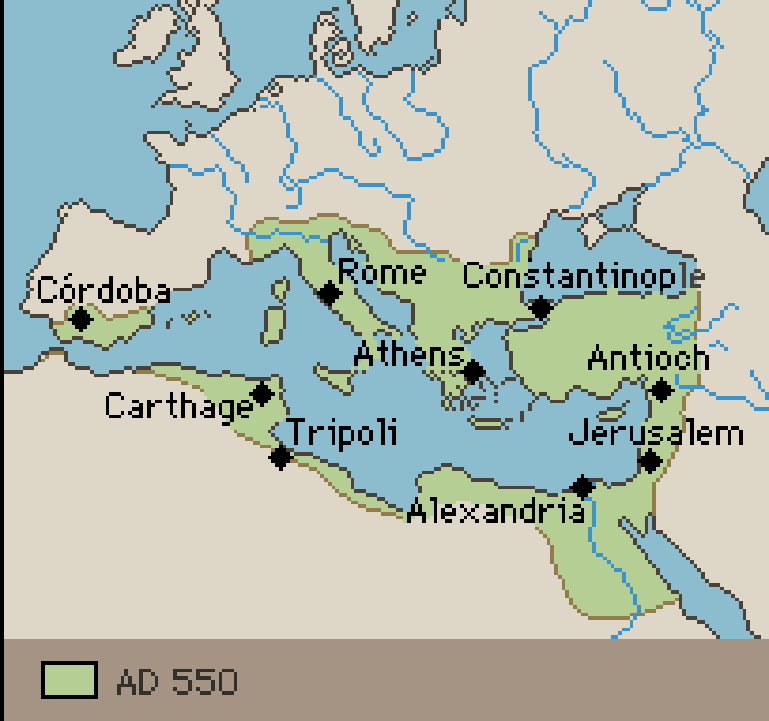 Rome
Constantinople
Córdoba
Athens
Antioch
Carthage
Tripoli
Jerusalem
Alexandria
AD 550